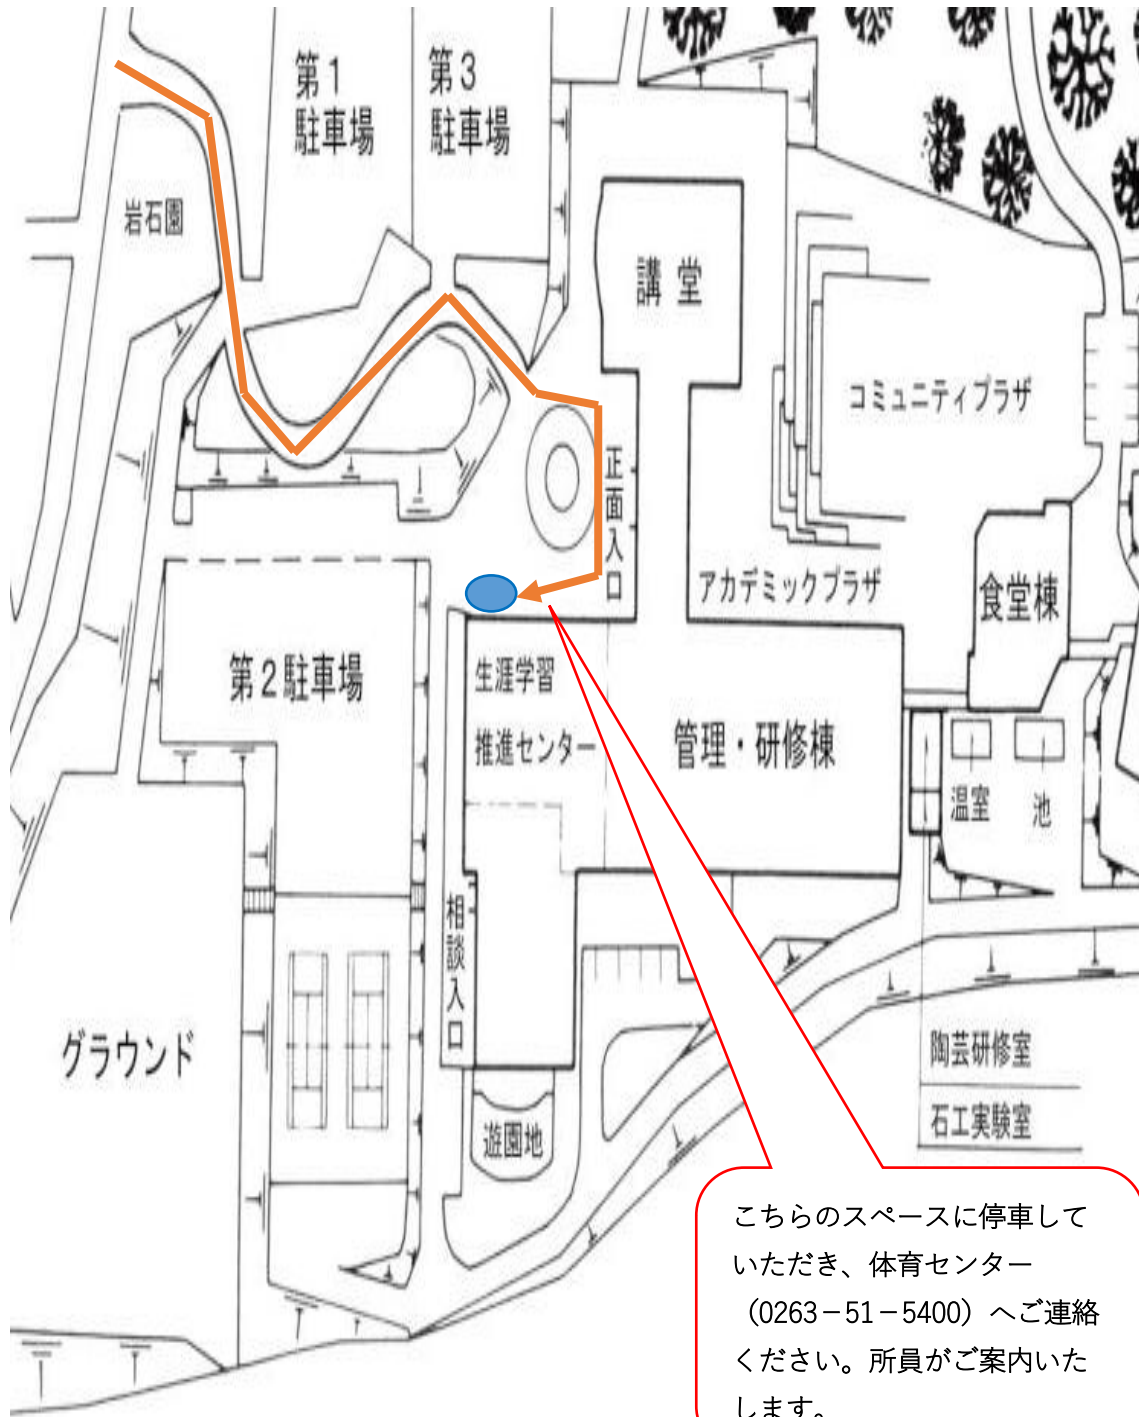 第１
駐車場
第３
駐車場
岩石園
講 堂
コミュニティプラザ
正面入口
アカデミックプラザ
食堂棟
第２駐車場
生涯学習
推進センター
管理・研修棟
温室
池
相談入口
グラウンド
陶芸研修室
石工実験室
遊園地
こちらのスペースに停車して
いただき、体育センター
（0263－51－5400）へご連絡
ください。所員がご案内いた
します。